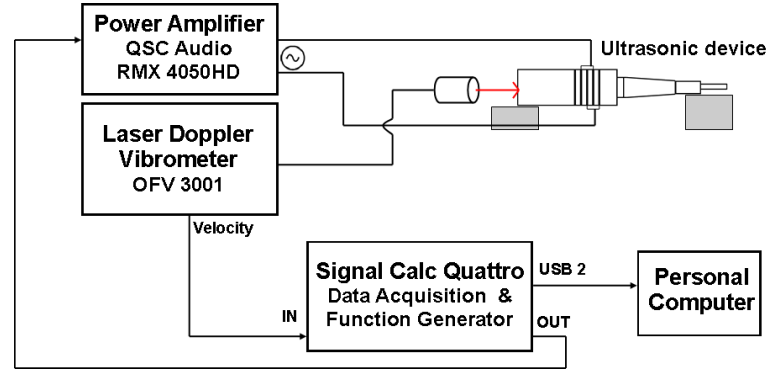 Power Amplifier
QSC Audio
RMX 4050HD
Ultrasonic device
Laser Doppler
Vibrometer
OFV 3001
Velocity
Signal Calc Quattro
Data Acquisition &
Function Generator
IN
USB 2
OUT
Personal
Computer